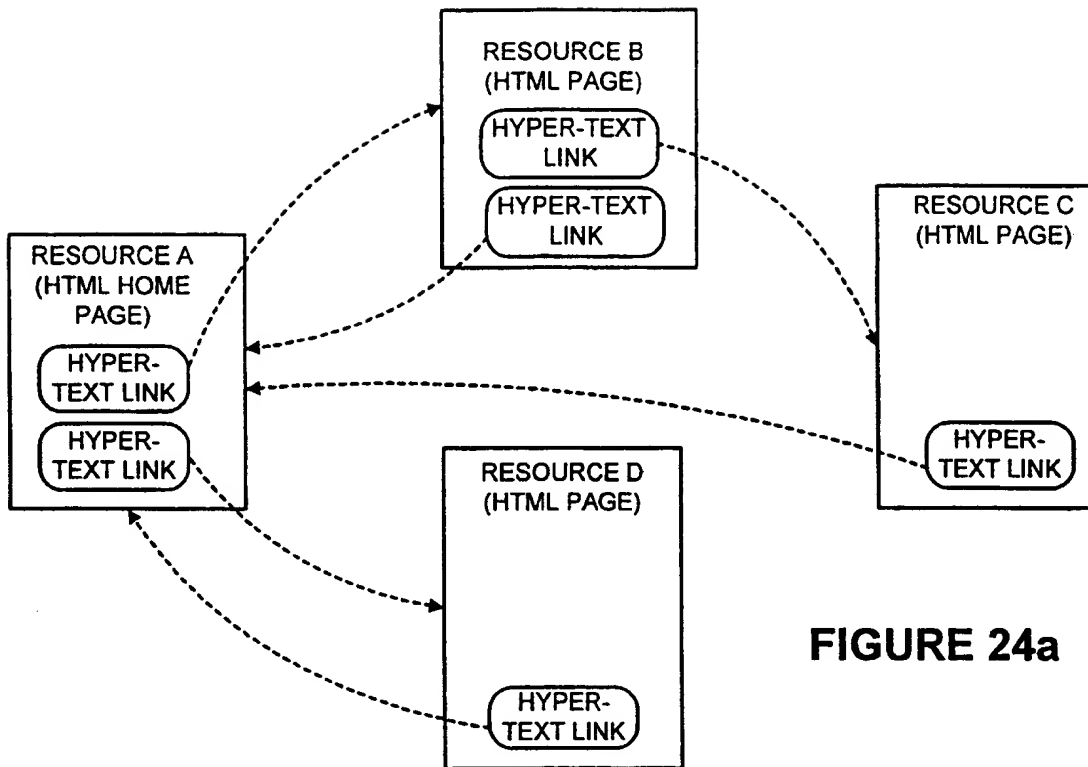 RESOURCE B
(HTML PAGE)
HYPER-TEXT
LINK
HYPER-TEXT
LINK
RESOURCE C
(HTML PAGE)
HYPER-
TEXT LINK
RESOURCE A
(HTML HOME
PAGE)
HYPER-
TEXT LINK
HYPER-
TEXT LINK
RESOURCE D
(HTML PAGE)
HYPER-
TEXT LINK
FIGURE 24a